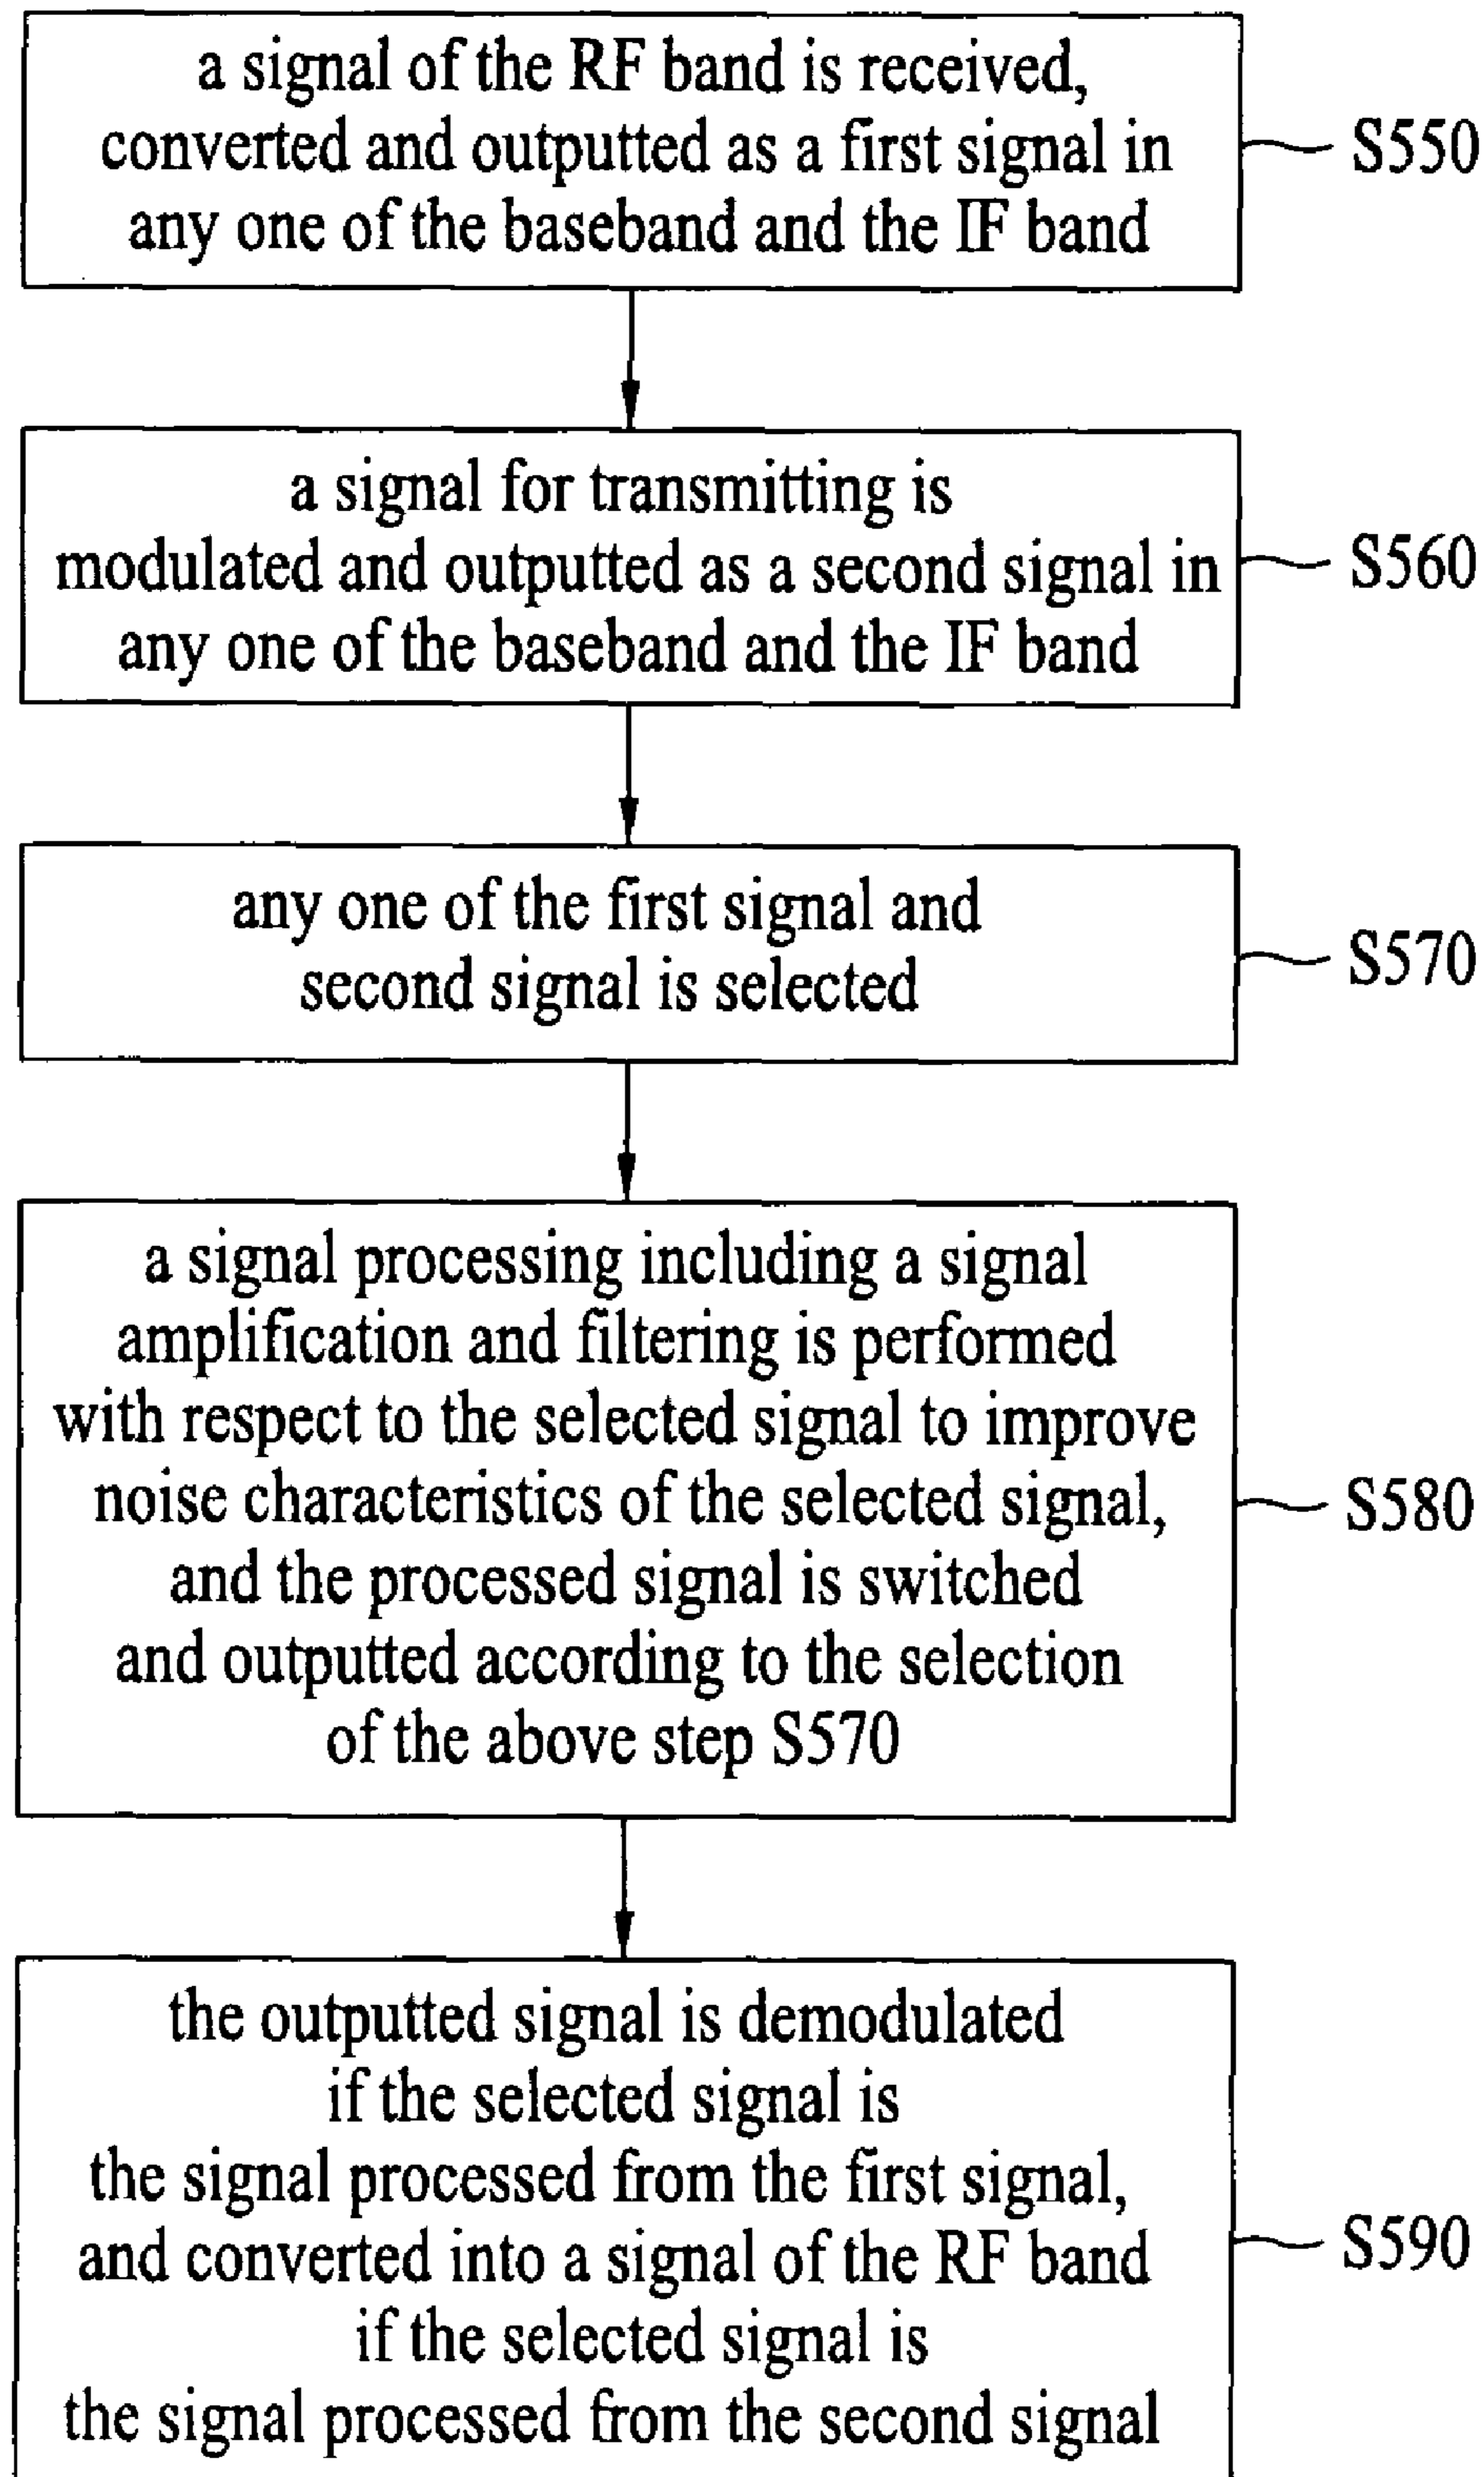 a signal of the RF band is received,
converted and outputted as a first signal in
any one of the baseband and the IF band
S550
a signal for transmitting is
modulated and outputted as a second signal in
any one of the baseband and the IF band
S560
any one of the first signal and
second signal is selected
S570
a signal processing including a signal
amplification and filtering is performed
with respect to the selected signal to improve
noise characteristics of the selected signal,
and the processed signal is switched
and outputted according to the selection
of the above step S570
S580
the outputted signal is demodulated
if the selected signal is
the signal processed from the first signal,
and converted into a signal of the RF band
if the selected signal is
the signal processed from the second signal
S590